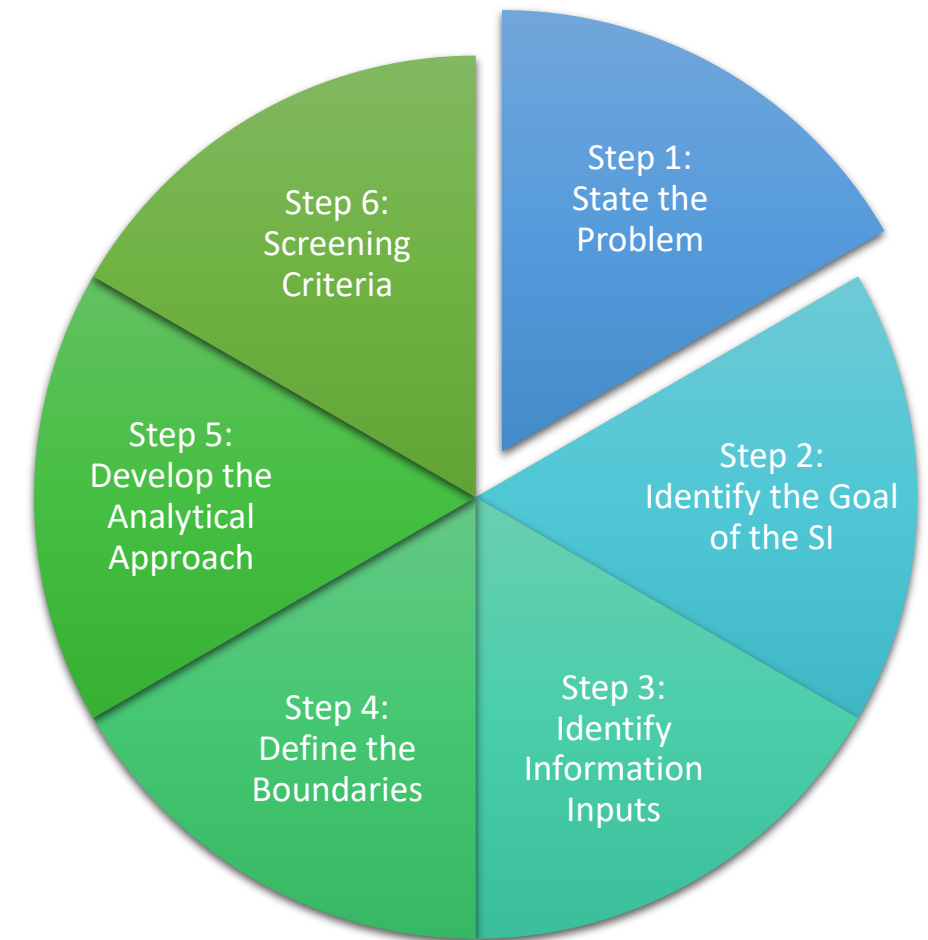 Step 1:
State the
Problem
Step 2:
Identify the Goal
of the SI
Step 3:
Identify
Information
Inputs
Step 4:
Define the
Boundaries
Step 5:
Develop the
Analytical
Approach
Step 6:
Screening
Criteria